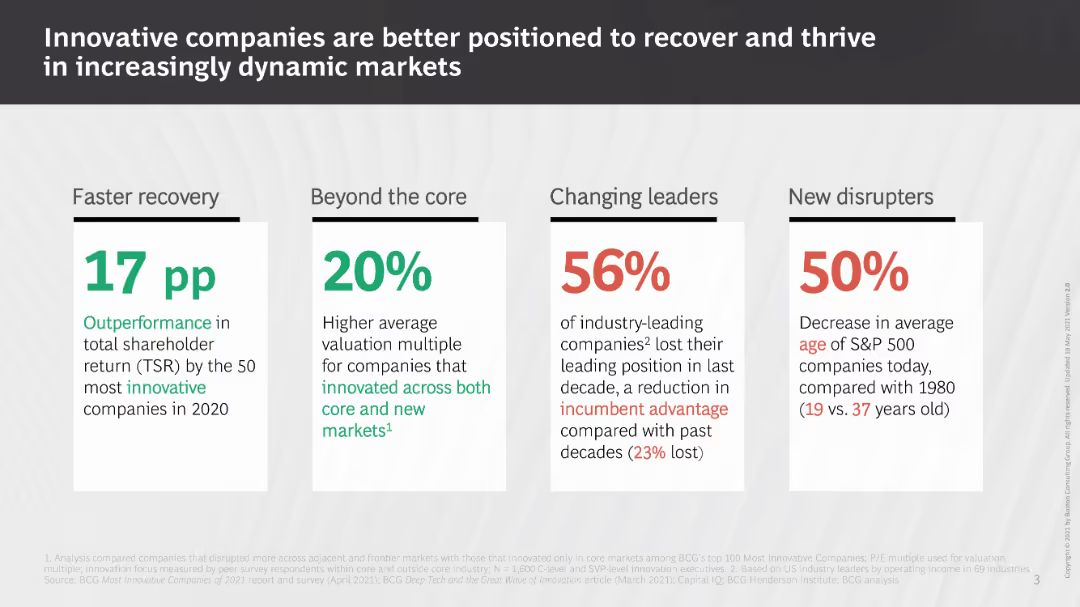 Innovative companies are better positioned to recover and thrive
in increasingly dynamic markets
Faster recovery
17 pp
Outperformance in
total shareholder
return (TSR) by the 50
most innovative
companies in 2020
Beyond the core
20%
Higher average
valuation multiple
for companies that
innovated across both
core and new
markets¹
Changing leaders
56%
of industry-leading
companies² lost their
leading position in last
decade, a reduction in
incumbent advantage
compared with past
decades (23% lost)
New disrupters
50%
Decrease in average
age of S&P 500
companies today,
compared with 1980
(19 vs. 37 years old)
1. Analysis compared companies that disrupted more across adjacent and frontier markets with those that innovated only in core markets among BCG's top 100 Most Innovative Companies; P/E multiple used for valuation
multiple; innovation focus measured by peer survey respondents within core and outside core industry; N = 1,600 C-level and SVP-level innovation executives. 2. Based on US industry leaders by operating income in 69 industries
Source: BCG Most Innovative Companies of 2021 report and survey (April 2021); BCG Deep Tech and the Great Wave of Innovation article (March 2021); Capital IQ; BCG Henderson Institute; BCG analysis
3
Copyright © 2021 by Boston Consulting Group. All rights reserved. Updated 10 May 2021 Version 2.0